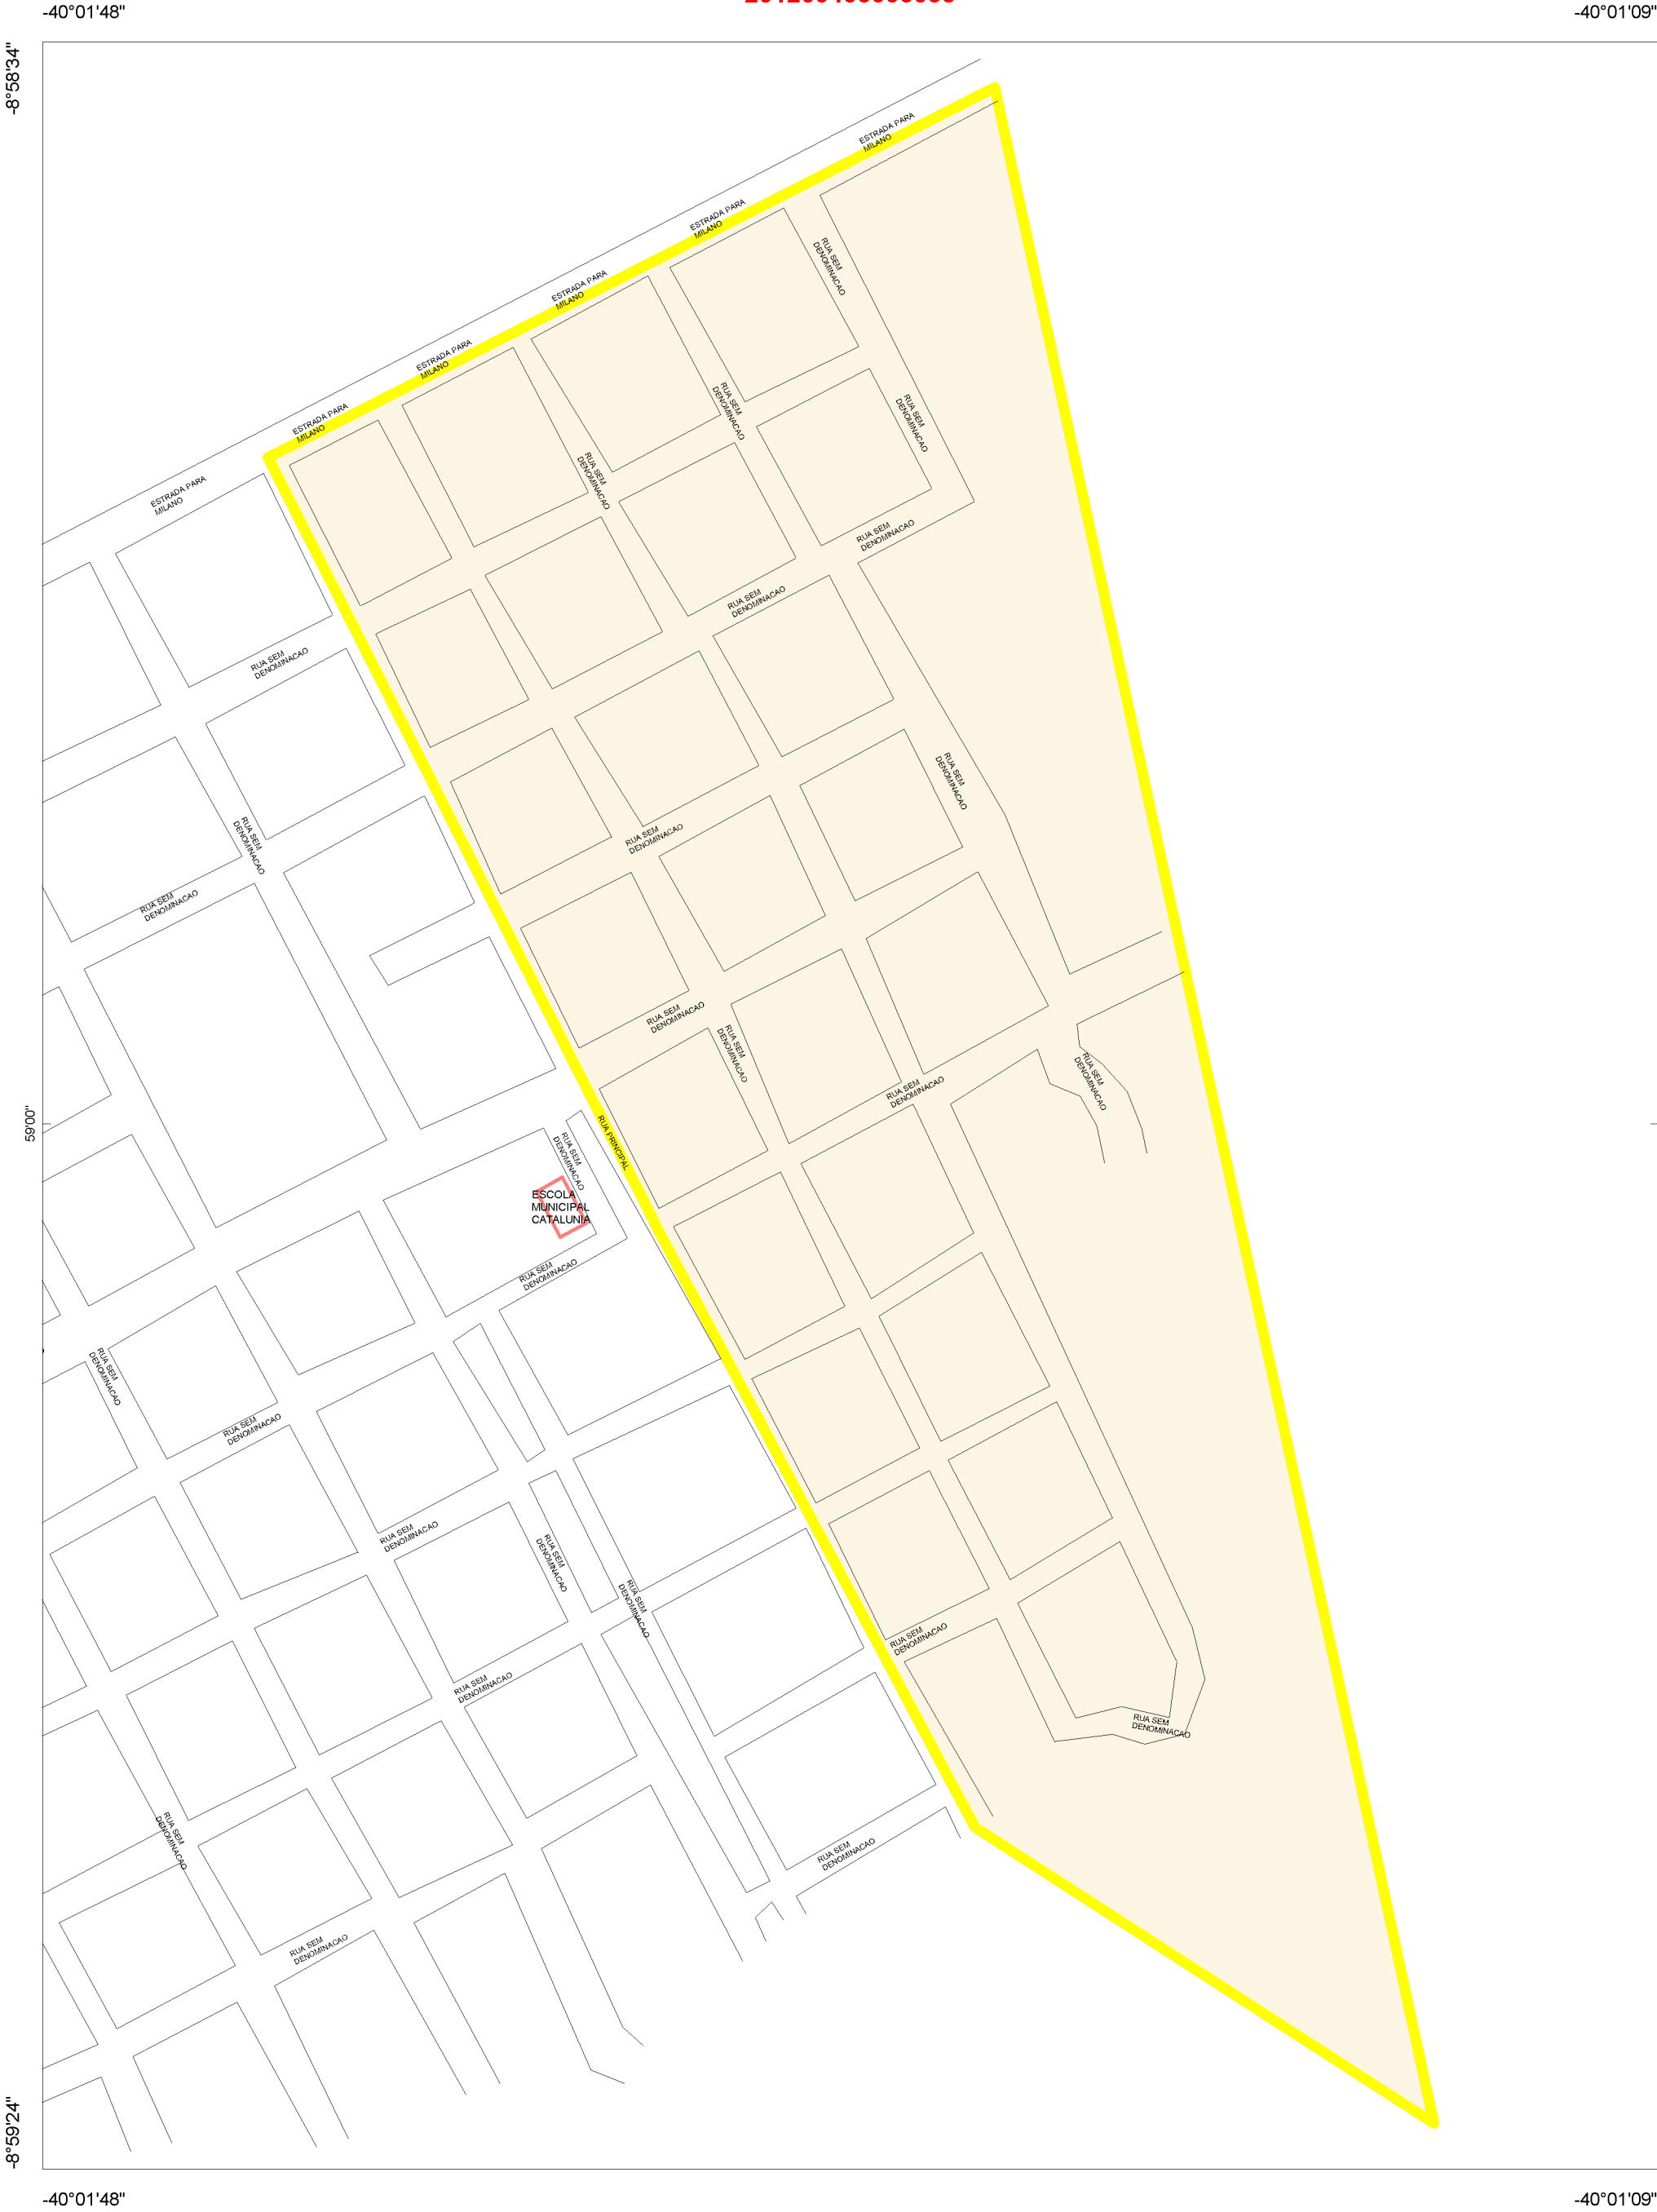 -40°01'48"
-40°01'09"
-8°58'34"
ESTRADA PARA
MILANO
ESTRADA PARA
MILANO
ESTRADA PARA
MILANO
ESTRADA PARA
MILANO
ESTRADA PARA
MILANO
ESTRADA PARA
MILANO
RUA SEM
DENOMINACAO
RUA SEM
DENOMINACAO
RUA SEM
DENOMINACAO
RUA SEM
DENOMINACAO
RUA SEM
DENOMINACAO
RUA SEM
DENOMINACAO
RUA SEM
DENOMINACAO
RUA SEM
DENOMINACAO
RUA SEM
DENOMINACAO
RUA SEM
DENOMINACAO
RUA SEM
DENOMINACAO
RUA SEM
DENOMINACAO
RUA SEM
DENOMINACAO
RUA SEM
DENOMINACAO
RUA SEM
DENOMINACAO
59'00"
RUA PRINCIPAL
RUA SEM
DENOMINACAO
ESCOLA
MUNICIPAL
CATALUNIA
RUA SEM
DENOMINACAO
RUA SEM
DENOMINACAO
RUA SEM
DENOMINACAO
RUA SEM
DENOMINACAO
RUA SEM
DENOMINACAO
RUA SEM
DENOMINACAO
RUA SEM
DENOMINACAO
RUA SEM
DENOMINACAO
RUA SEM
DENOMINACAO
RUA SEM
DENOMINACAO
RUA SEM
DENOMINACAO
RUA SEM
DENOMINACAO
-8°59'24"
-40°01'48"
-40°01'09"